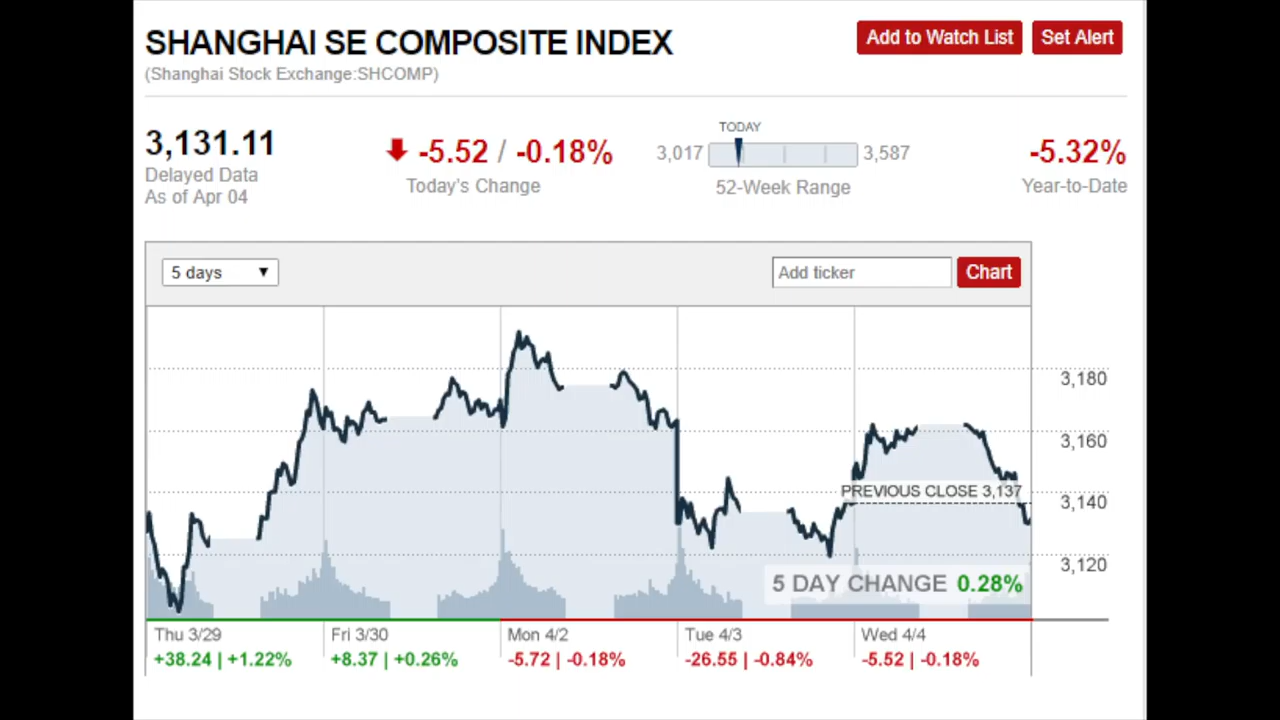 SHANGHAI SE COMPOSITE INDEX
Add to Watch List
Set Alert
(Shanghai Stock Exchange:SHCOMP)
3,131.11
Delayed Data
As of Apr 04
-5.52 / -0.18%
Today's Change
TODAY
3,017
3,587
52-Week Range
-5.32%
Year-to-Date
5 days
Add ticker
Chart
3,180
3,160
PREVIOUS CLOSE 3,137
3,140
3,120
5 DAY CHANGE 0.28%
Thu 3/29
Fri 3/30
Mon 4/2
Tue 4/3
Wed 4/4
+38.24 | +1.22%
+8.37 | +0.26%
-5.72 | -0.18%
-26.55 | -0.84%
-5.52 | -0.18%